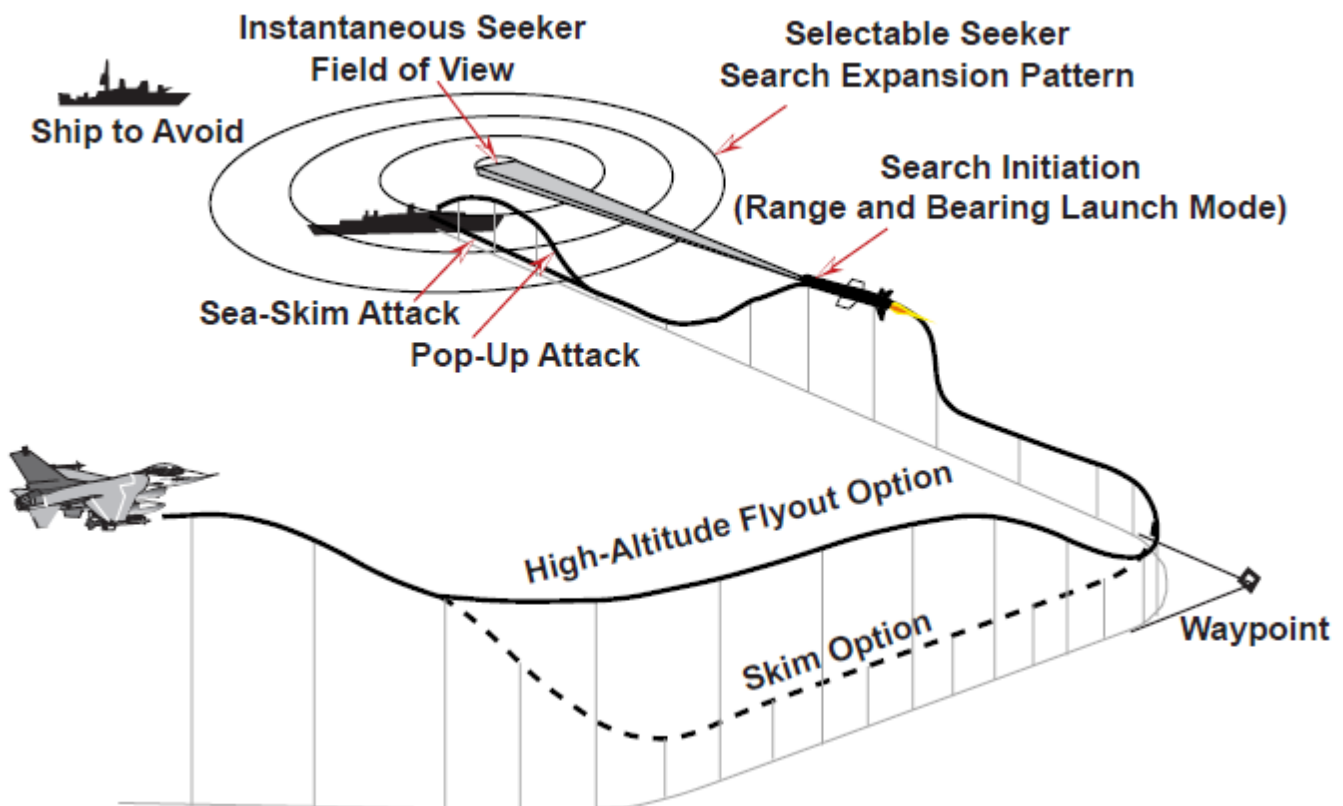 Instantaneous Seeker
Field of View
Selectable Seeker
Search Expansion Pattern
Ship to Avoid
Search Initiation
(Range and Bearing Launch Mode)
Sea-Skim Attack
Pop-Up Attack
High-Altitude Flyout Option
Skim Option
Waypoint